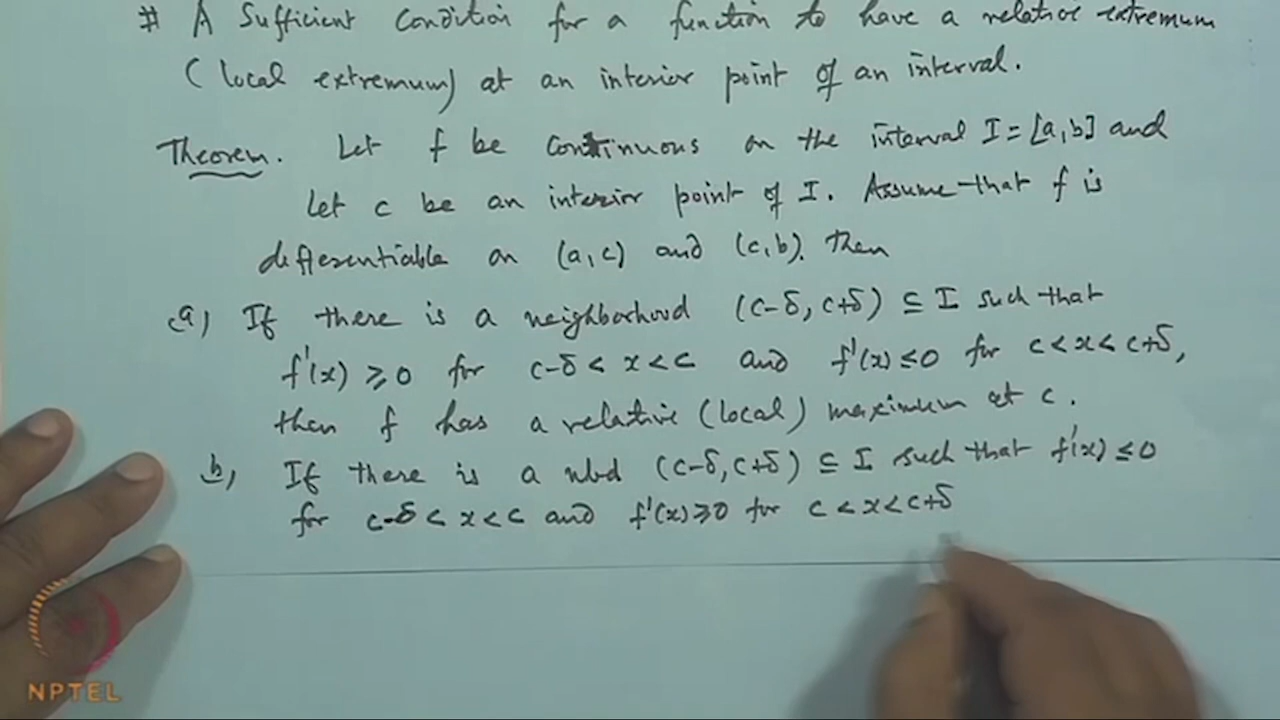 # A Sufficient Condition for a function to have a relative extremum
(local extremum) at an interior point of an interval.
Theorem. Let f be continuous on the interval I = [a,b] and
Let c be an interior point of I. Assume that f is
differentiable on (a,c) and (c,b). Then
(a) If there is a neighborhood (c-δ, c+δ) ⊆ I such that
f'(x) ≥ 0 for c-δ < x < c and f'(x) ≤ 0 for c < x < c+δ,
then f has a relative (local) maximum at c.
b) If there is a nbd (c-δ, c+δ) ⊆ I such that f'(x) ≤ 0
for c-δ < x < c and f'(x) ≥ 0 for c < x < c+δ
NPTEL